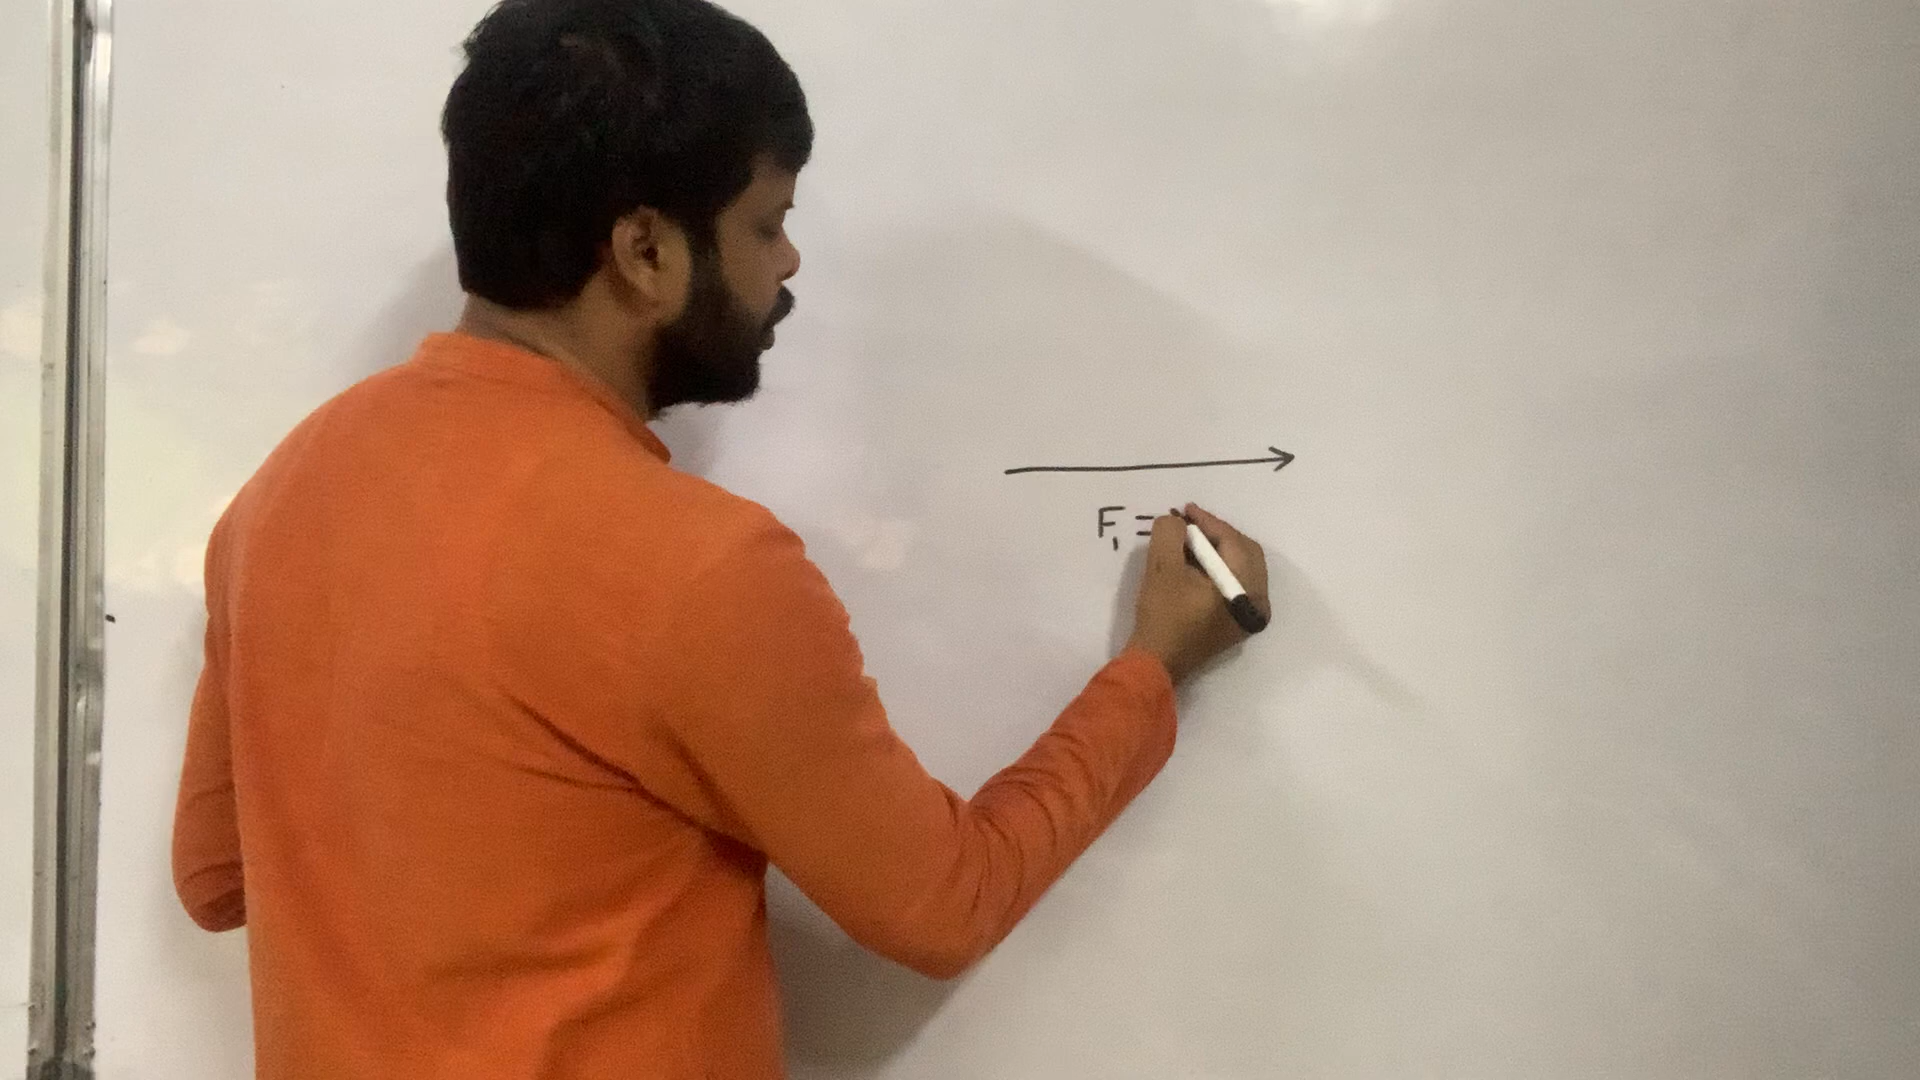 F₁ =